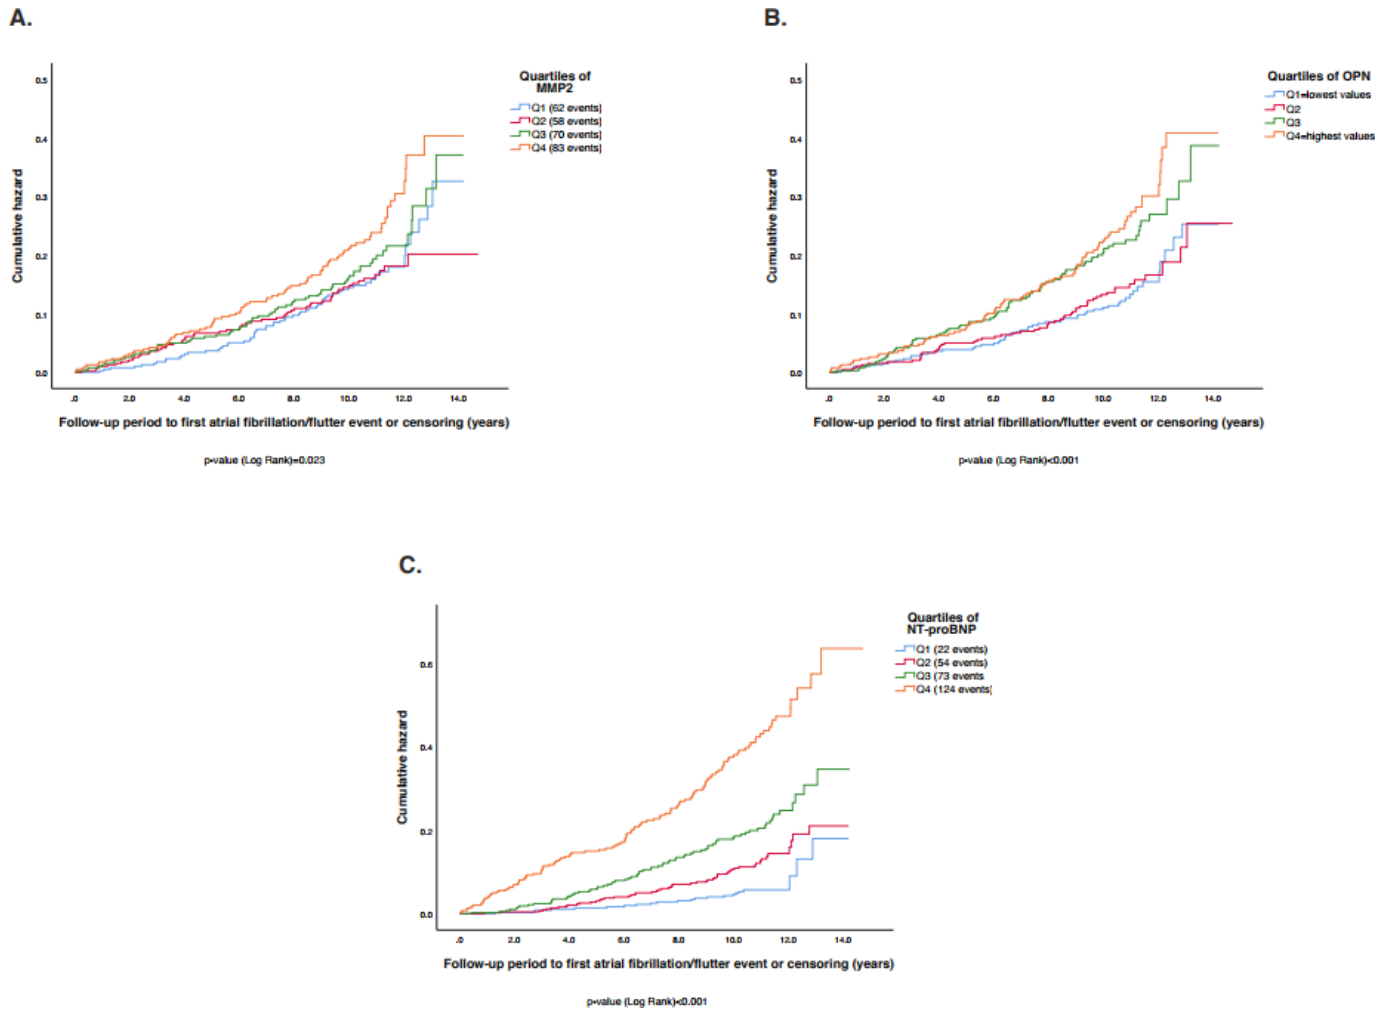 A.
Quartiles of
MMP2
Q1 (62 events)
Q2 (58 events)
Q3 (70 events)
Q4 (83 events)
Cumulative hazard
0.5
0.4
0.3
0.2
0.1
0.0
.0 2.0 4.0 6.0 8.0 10.0 12.0 14.0
Follow-up period to first atrial fibrillation/flutter event or censoring (years)
p-value (Log Rank)=0.023
B.
Quartiles of OPN
Q1=lowest values
Q2
Q3
Q4=highest values
Cumulative hazard
0.5
0.4
0.3
0.2
0.1
0.0
.0 2.0 4.0 6.0 8.0 10.0 12.0 14.0
Follow-up period to first atrial fibrillation/flutter event or censoring (years)
p-value (Log Rank)<0.001
C.
Quartiles of
NT-proBNP
Q1 (22 events)
Q2 (54 events)
Q3 (73 events
Q4 (124 events)
Cumulative hazard
0.6
0.4
0.2
0.0
.0 2.0 4.0 6.0 8.0 10.0 12.0 14.0
Follow-up period to first atrial fibrillation/flutter event or censoring (years)
p-value (Log Rank)<0.001